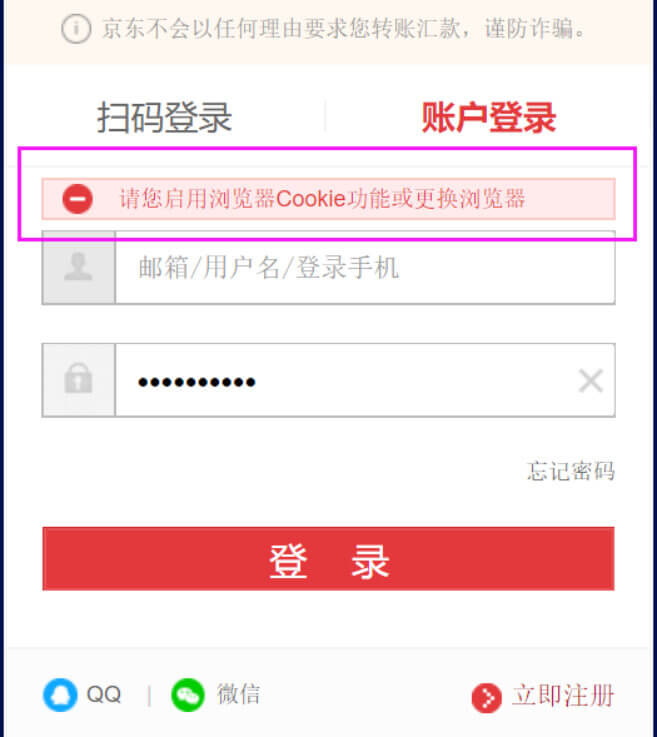 京东不会以任何理由要求您转账汇款，谨防诈骗。
扫码登录 账户登录
请您启用浏览器Cookie功能或更换浏览器
邮箱/用户名/登录手机
••••••••••
忘记密码
登 录
QQ | 微信 立即注册